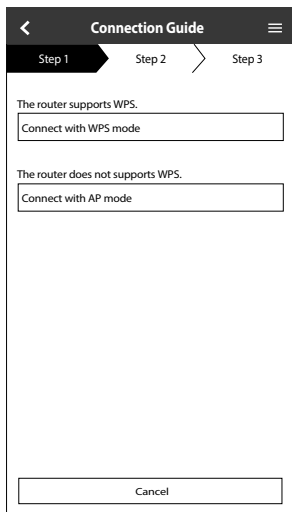 Connection Guide
Step 1 Step 2 Step 3
The router supports WPS.
Connect with WPS mode
The router does not supports WPS.
Connect with AP mode
Cancel